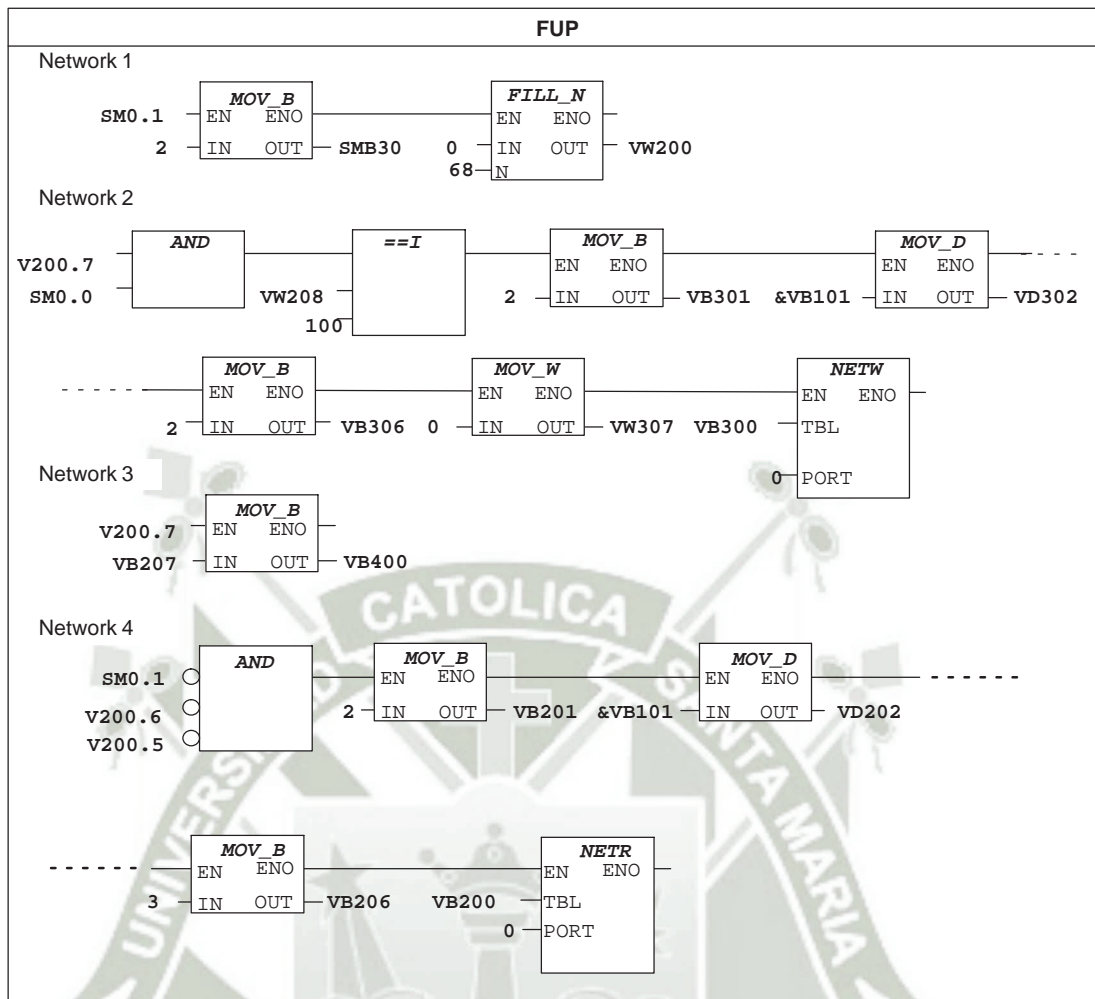 FUP
Network 1
MOV_B FILL_N
SM0.1 EN ENO EN ENO
2 IN OUT SMB30 0 IN OUT VW200
68 N
Network 2
AND ==I MOV_B MOV_D
V200.7 EN ENO EN ENO
SM0.0 VW208 2 IN OUT VB301 &VB101 IN OUT VD302
100
MOV_B MOV_W NETW
EN ENO EN ENO EN ENO
2 IN OUT VB306 0 IN OUT VW307 VB300 TBL
0 PORT
Network 3
MOV_B
V200.7 EN ENO
VB207 IN OUT VB400
CATOLICA
Network 4
AND MOV_B MOV_D
SM0.1 EN ENO EN ENO
V200.6 2 IN OUT VB201 &VB101 IN OUT VD202
V200.5
SANTA MARIA
MOV_B NETR
EN ENO EN ENO
3 IN OUT VB206 VB200 TBL
0 PORT